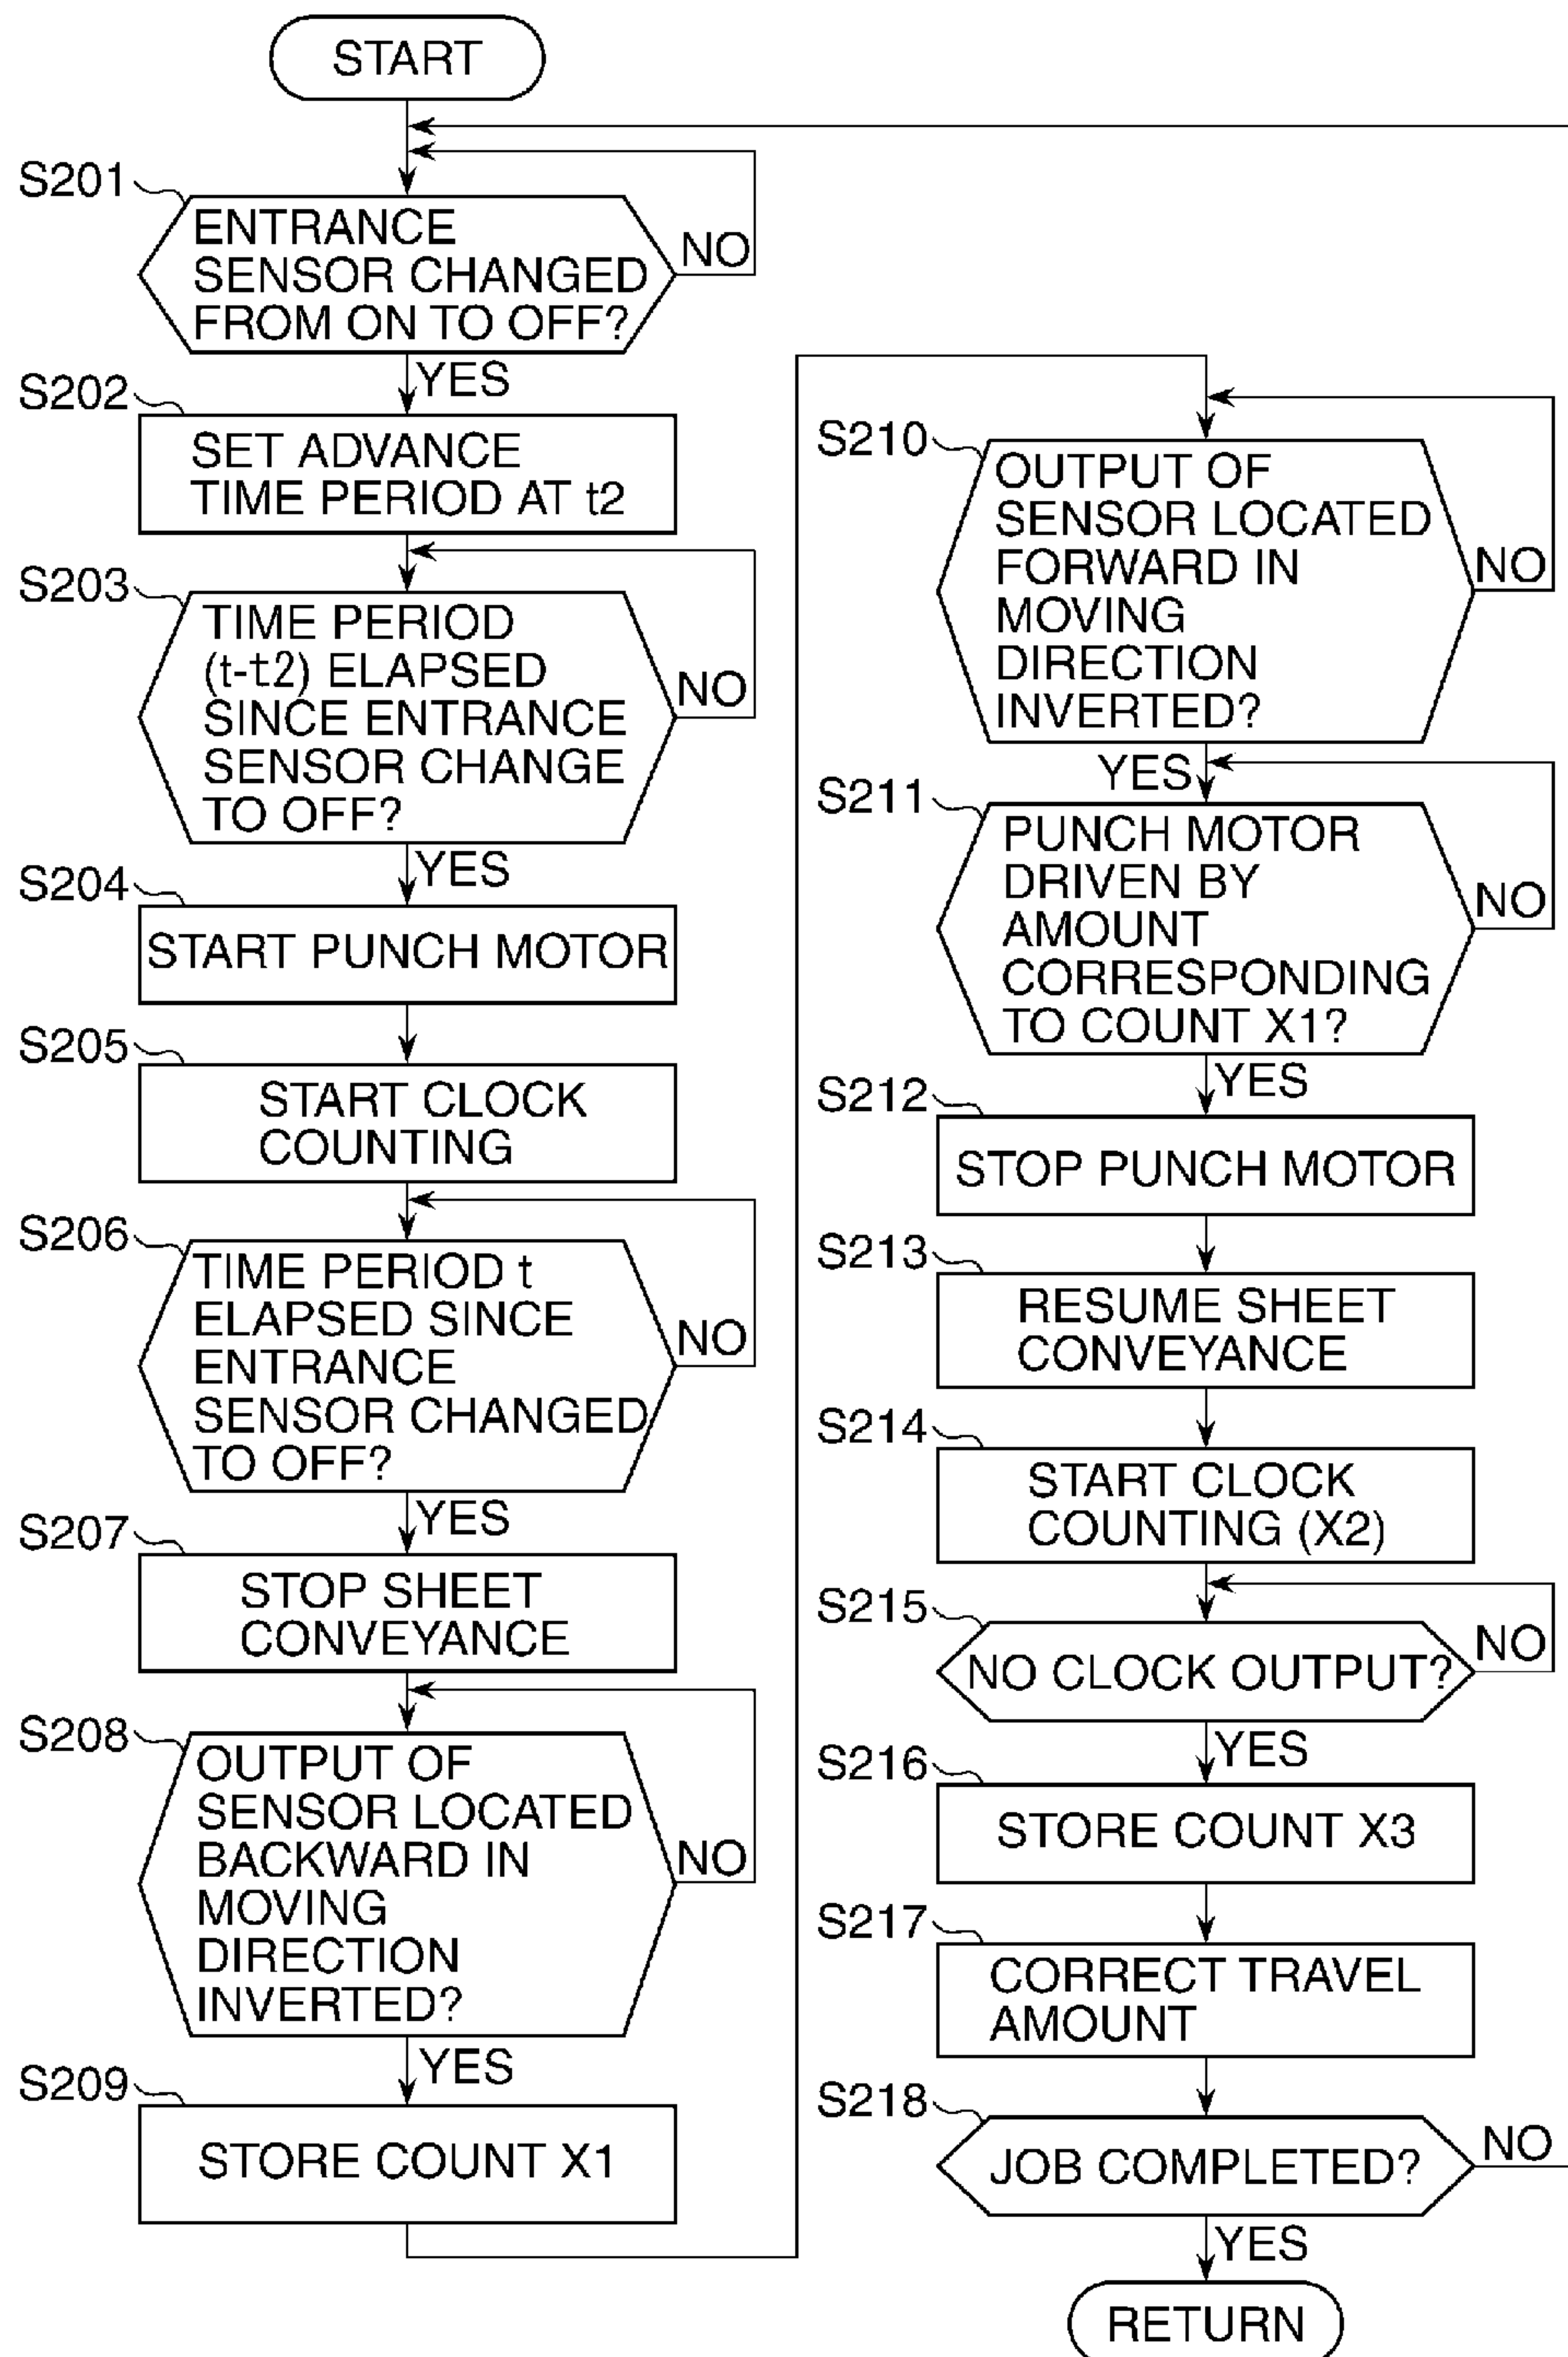 START
S201
ENTRANCE
SENSOR CHANGED
FROM ON TO OFF?
NO
YES
S202
SET ADVANCE
TIME PERIOD AT t2
S203
TIME PERIOD
(t-t2) ELAPSED
SINCE ENTRANCE
SENSOR CHANGE
TO OFF?
NO
YES
S204
START PUNCH MOTOR
S205
START CLOCK
COUNTING
S206
TIME PERIOD t
ELAPSED SINCE
ENTRANCE
SENSOR CHANGED
TO OFF?
NO
YES
S207
STOP SHEET
CONVEYANCE
S208
OUTPUT OF
SENSOR LOCATED
BACKWARD IN
MOVING
DIRECTION
INVERTED?
NO
YES
S209
STORE COUNT X1
S210
OUTPUT OF
SENSOR LOCATED
FORWARD IN
MOVING
DIRECTION
INVERTED?
NO
YES
S211
PUNCH MOTOR
DRIVEN BY
AMOUNT
CORRESPONDING
TO COUNT X1?
NO
YES
S212
STOP PUNCH MOTOR
S213
RESUME SHEET
CONVEYANCE
S214
START CLOCK
COUNTING (X2)
S215
NO CLOCK OUTPUT?
NO
YES
S216
STORE COUNT X3
S217
CORRECT TRAVEL
AMOUNT
S218
JOB COMPLETED?
NO
YES
RETURN